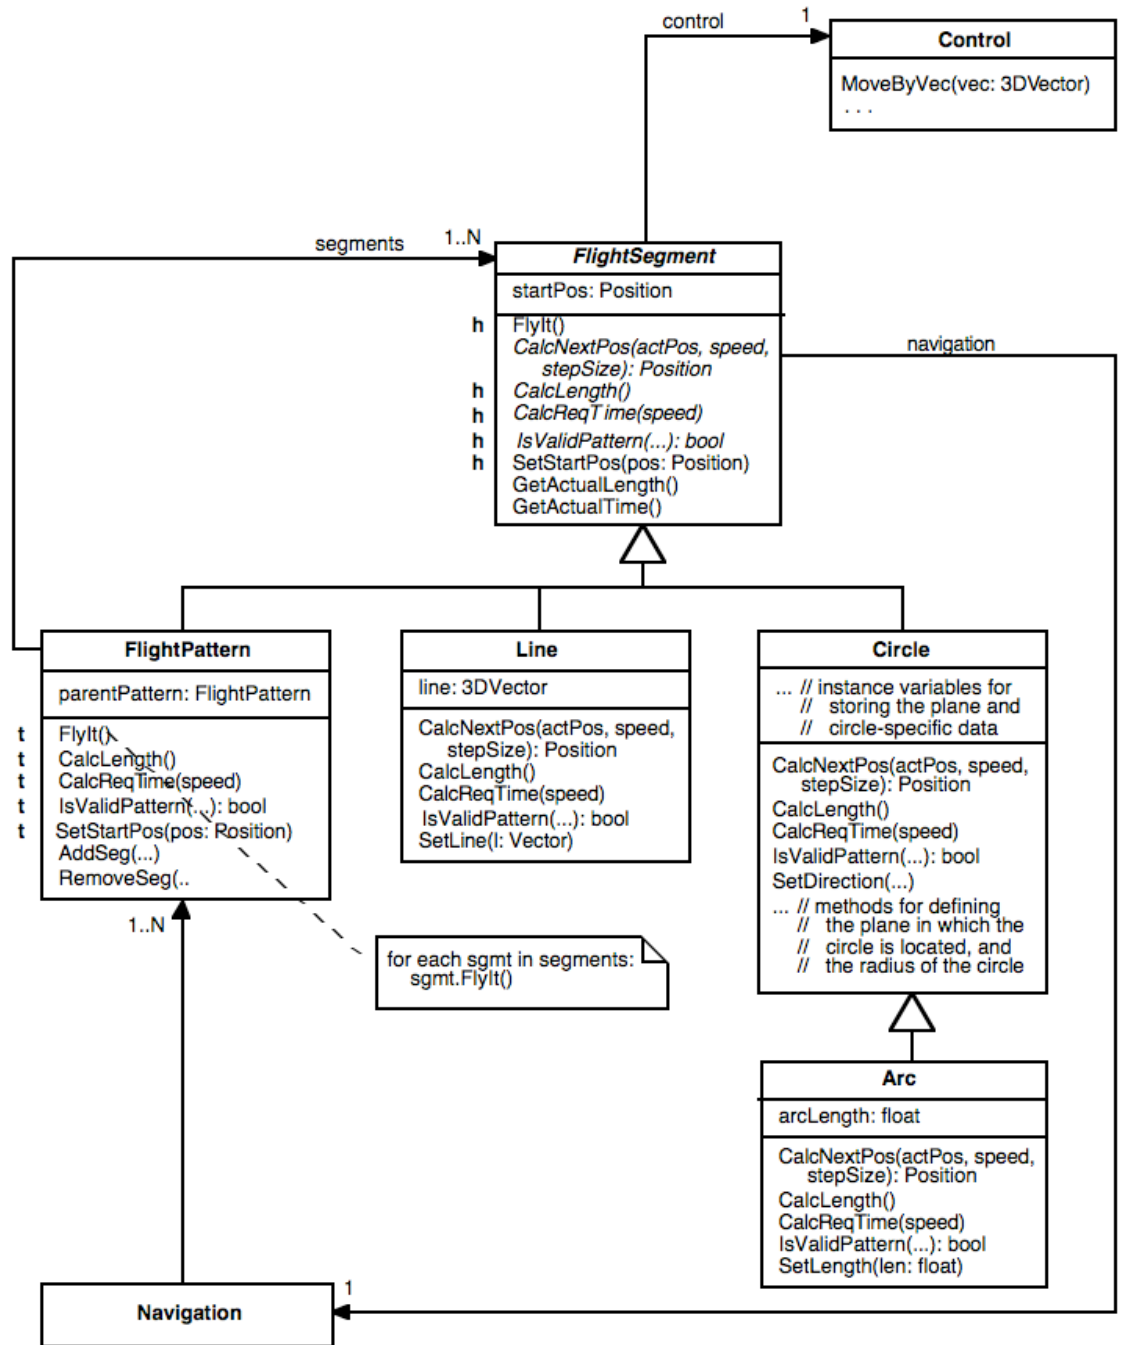 control
1
Control
MoveByVec(vec: 3DVector)
. . .
segments
1..N
FlightSegment
startPos: Position
h FlyIt()
CalcNextPos(actPos, speed,
stepSize): Position
h CalcLength()
h CalcReqTime(speed)
h IsValidPattern(...): bool
h SetStartPos(pos: Position)
GetActualLength()
GetActualTime()
navigation
FlightPattern
parentPattern: FlightPattern
t FlyIt()
t CalcLength()
t CalcReqTime(speed)
t IsValidPattern(...): bool
t SetStartPos(pos: Position)
AddSeg(...)
RemoveSeg(..
Line
line: 3DVector
CalcNextPos(actPos, speed,
stepSize): Position
CalcLength()
CalcReqTime(speed)
IsValidPattern(...): bool
SetLine(l: Vector)
Circle
... // instance variables for
// storing the plane and
// circle-specific data
CalcNextPos(actPos, speed,
stepSize): Position
CalcLength()
CalcReqTime(speed)
IsValidPattern(...): bool
SetDirection(...)
... // methods for defining
// the plane in which the
// circle is located, and
// the radius of the circle
1..N
for each sgmt in segments:
sgmt.FlyIt()
Arc
arcLength: float
CalcNextPos(actPos, speed,
stepSize): Position
CalcLength()
CalcReqTime(speed)
IsValidPattern(...): bool
SetLength(len: float)
Navigation
1